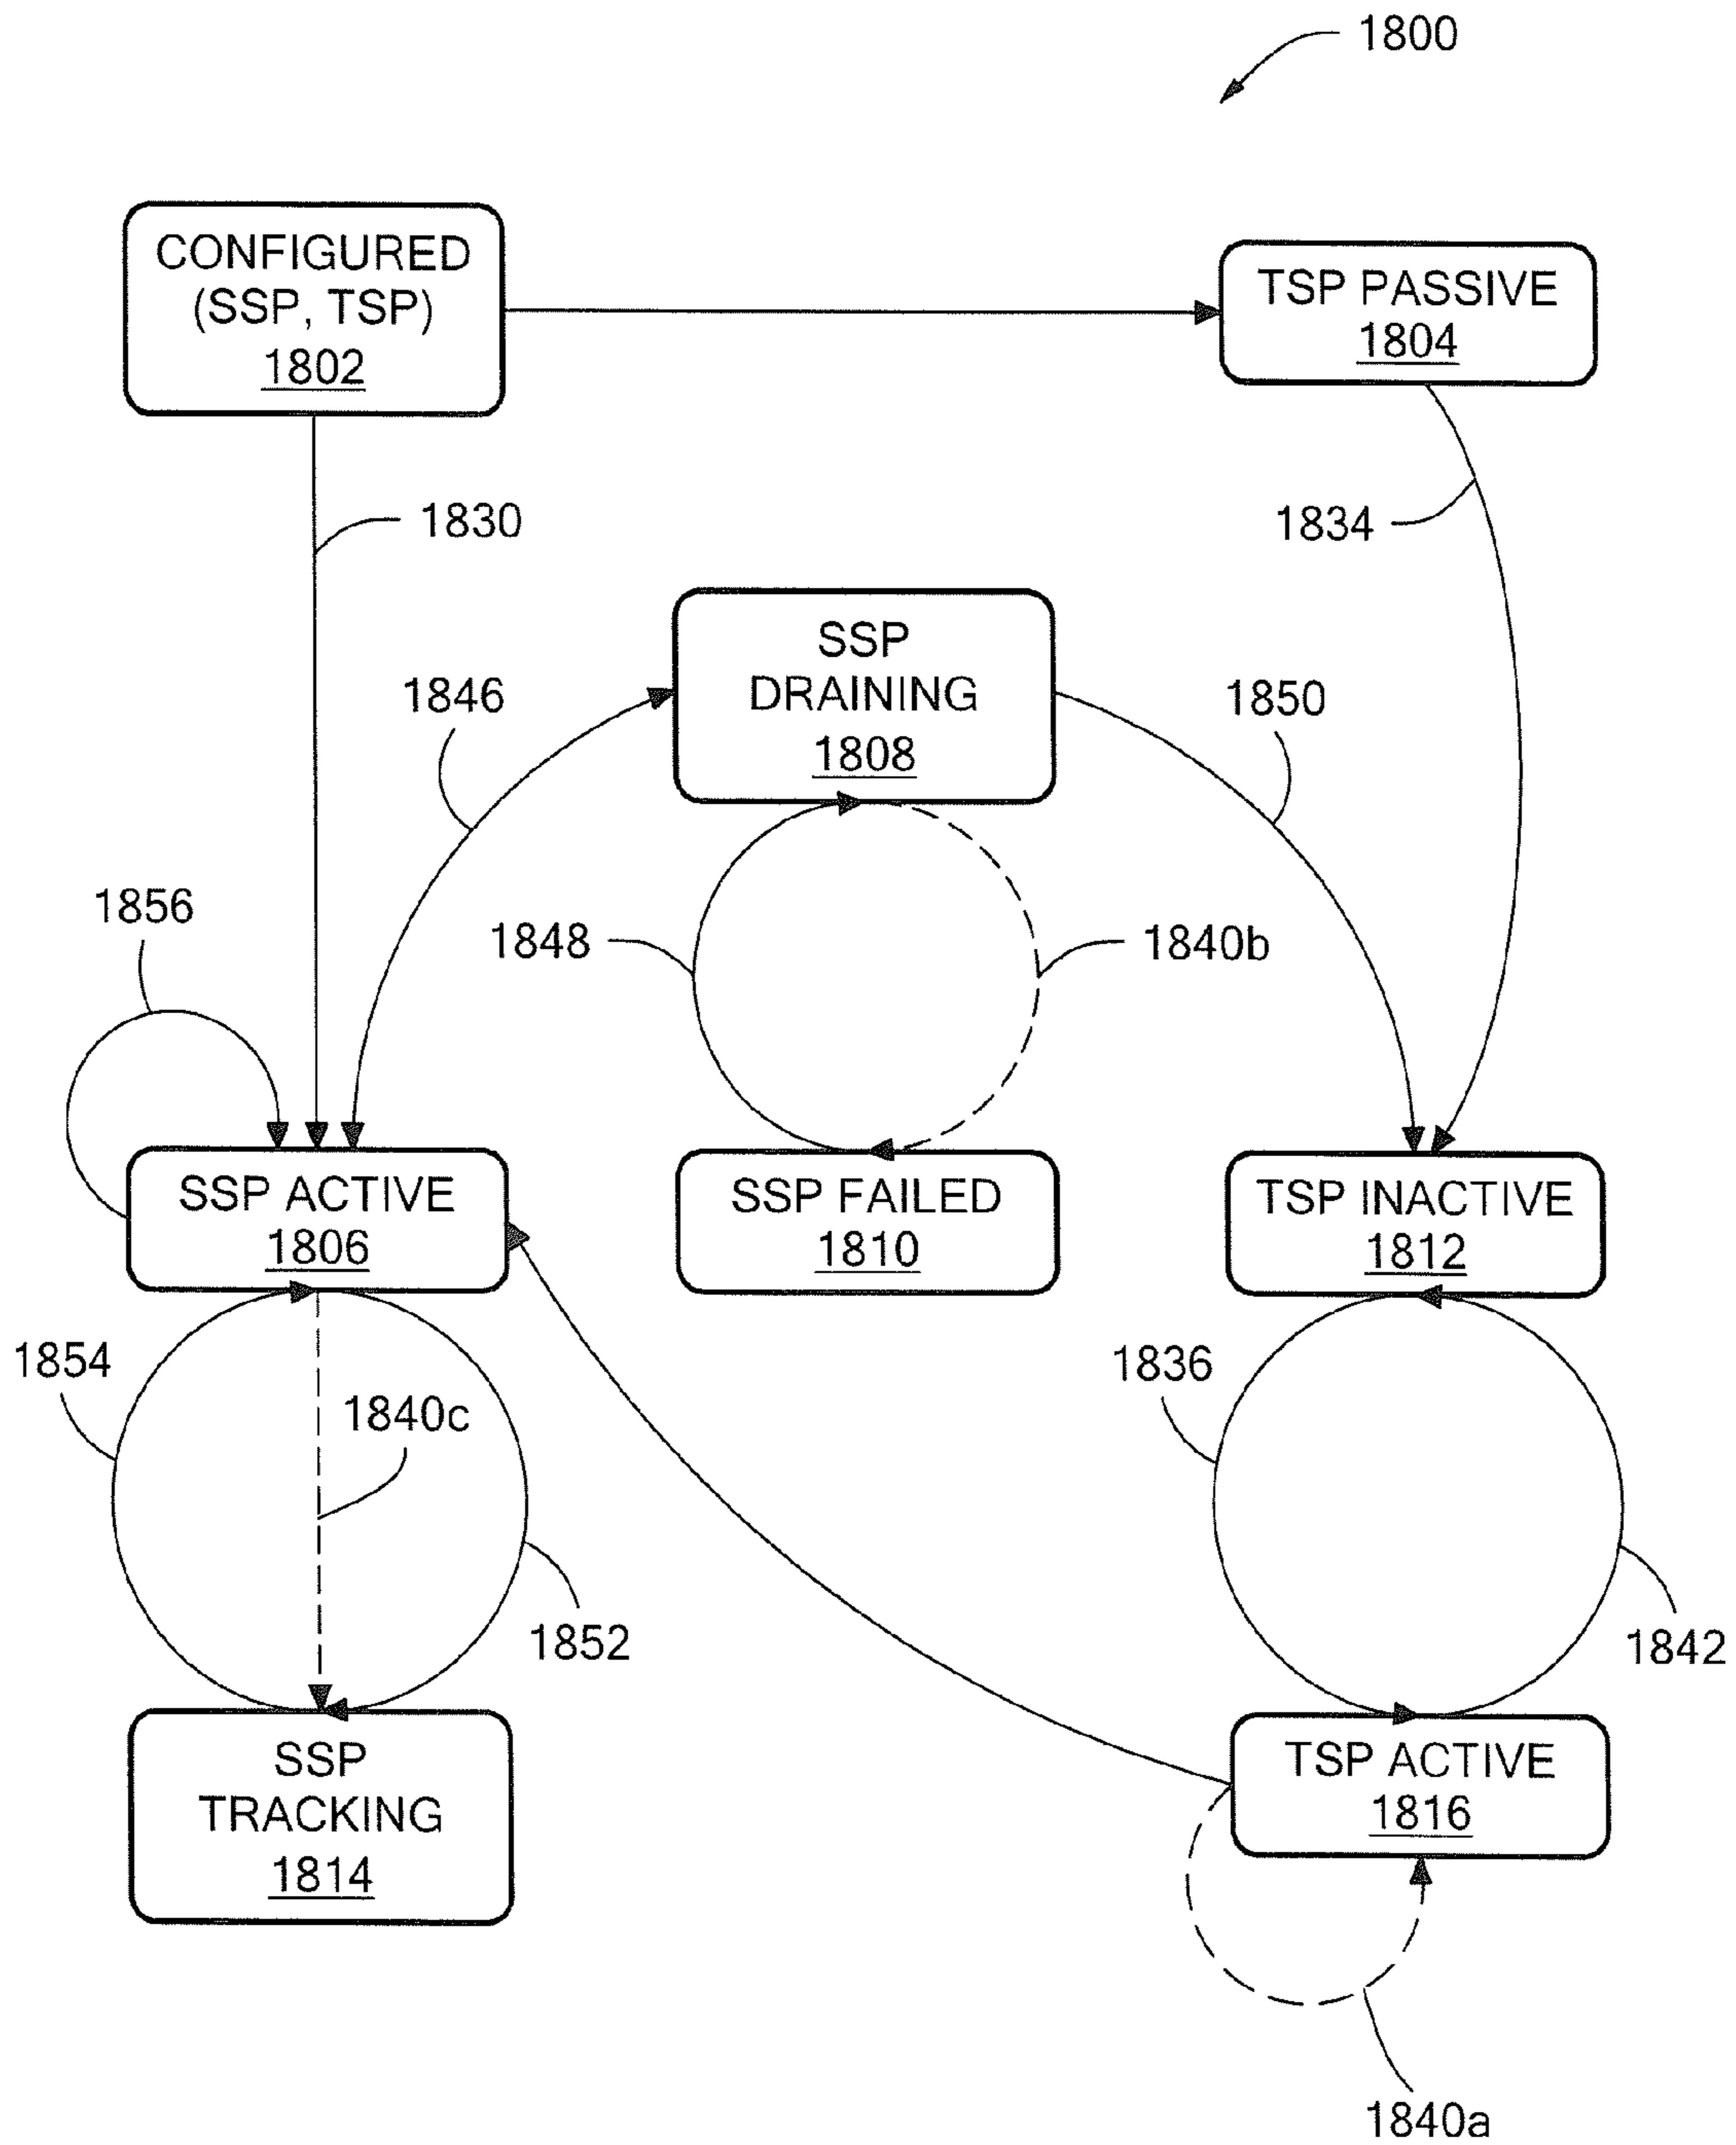 1800
CONFIGURED
(SSP, TSP)
1802
TSP PASSIVE
1804
1830
1834
SSP
DRAINING
1808
1846
1850
1856
1848
1840b
SSP ACTIVE
1806
SSP FAILED
1810
TSP INACTIVE
1812
1854
1840c
1852
1836
1842
SSP
TRACKING
1814
TSP ACTIVE
1816
1840a